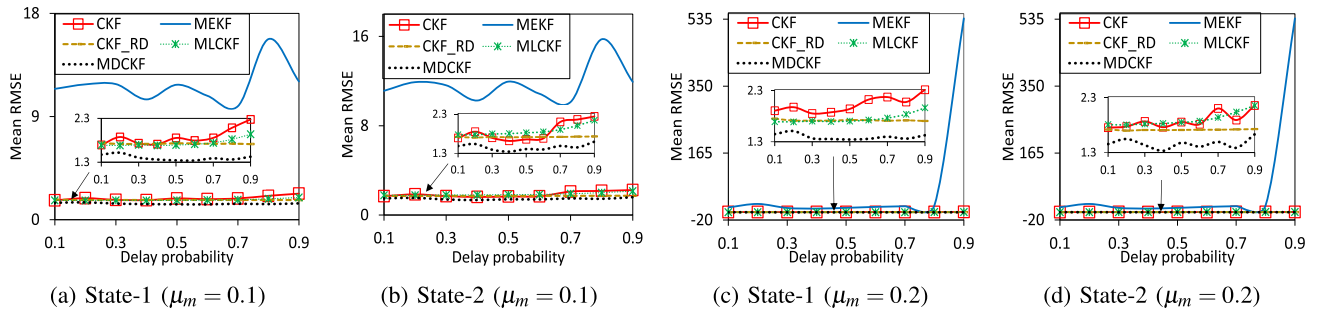 Mean RMSE
18
9
0
CKF
MEKF
CKF_RD
MLCKF
MDCKF
2.3
1.3
0.1 0.3 0.5 0.7 0.9
0.1 0.3 0.5 0.7 0.9
Delay probability
(a) State-1 (μm = 0.1)
Mean RMSE
16
8
0
CKF
MEKF
CKF_RD
MLCKF
MDCKF
2.3
1.3
0.1 0.3 0.5 0.7 0.9
0.1 0.3 0.5 0.7 0.9
Delay probability
(b) State-2 (μm = 0.1)
Mean RMSE
535
350
165
-20
CKF
MEKF
CKF_RD
MLCKF
MDCKF
2.3
1.3
0.1 0.3 0.5 0.7 0.9
0.1 0.3 0.5 0.7 0.9
Delay probability
(c) State-1 (μm = 0.2)
Mean RMSE
535
350
165
-20
CKF
MEKF
CKF_RD
MLCKF
MDCKF
2.3
1.3
0.1 0.3 0.5 0.7 0.9
0.1 0.3 0.5 0.7 0.9
Delay probability
(d) State-2 (μm = 0.2)